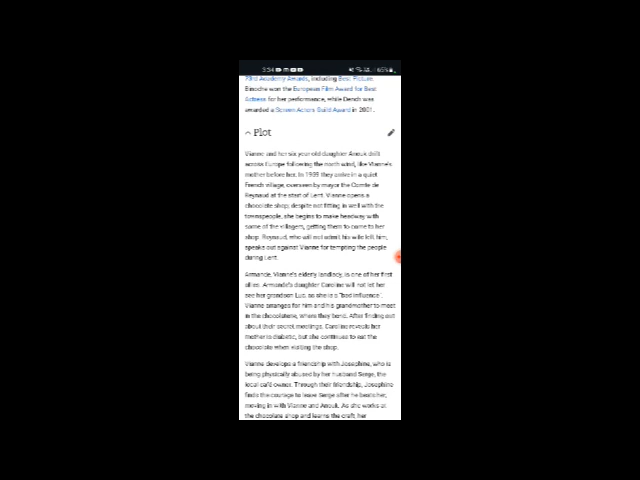 73rd Academy Awards, including Best Picture.
Binoche won the European Film Award for Best
Actress for her performance, while Dench was
awarded a Screen Actors Guild Award in 2001.
Plot
Vianne and her six year old daughter Anouk drift
across Europe following the north wind, like Vianne's
mother before her. In 1959 they arrive in a quiet
French village, overseen by mayor the Comte de
Reynaud at the start of Lent. Vianne opens a
chocolate shop; despite not fitting in well with the
townspeople, she begins to make headway with
some of the villagers, getting them to come to her
shop. Reynaud, who will not admit his wife left him,
speaks out against Vianne for tempting the people
during Lent.
Armande, Vianne's elderly landlady, is one of her first
allies. Armande's daughter Caroline will not let her
see her grandson Luc, as she is a "bad influence".
Vianne arranges for him and his grandmother to meet
in the chocolaterie, where they bond. After finding out
about their secret meetings, Caroline reveals her
mother is diabetic, but she continues to eat the
chocolate when visiting the shop.
Vianne develops a friendship with Josephine, who is
being physically abused by her husband Serge, the
local café owner. Through their friendship, Josephine
finds the courage to leave Serge after he beats her,
moving in with Vianne and Anouk. As she works at
the chocolate shop and learns the craft, her